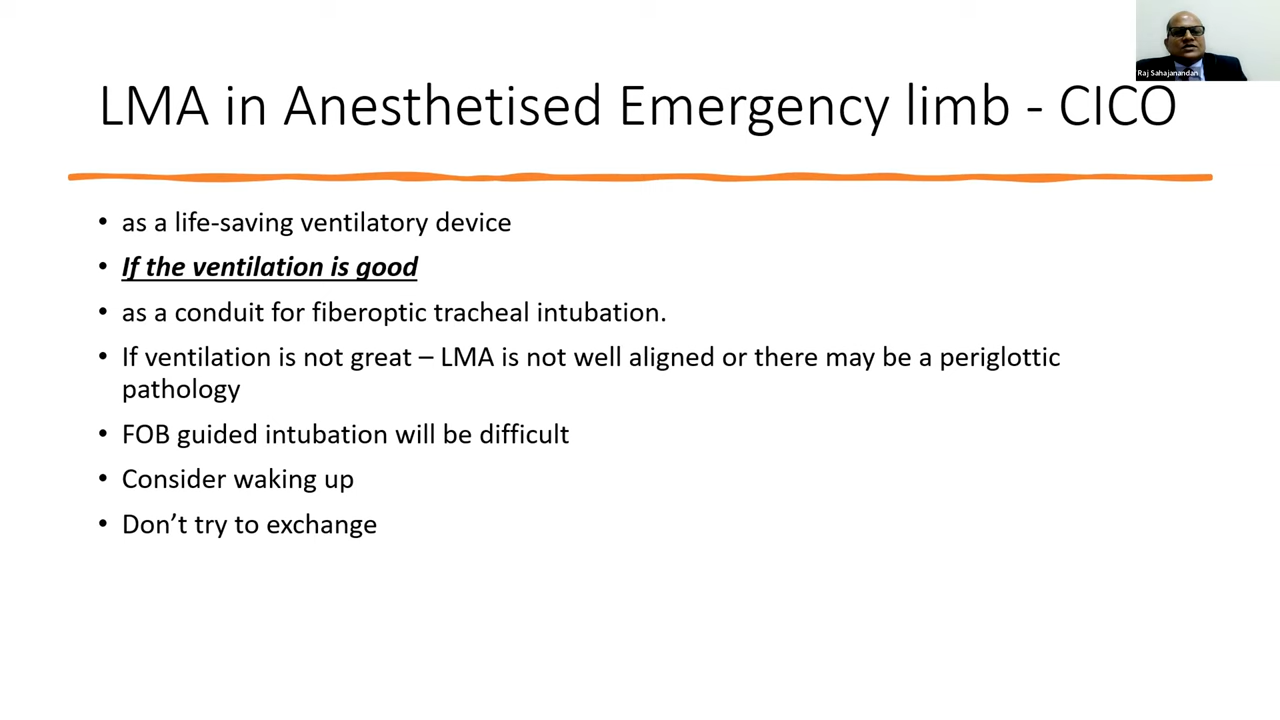 Raj Sahajanandan
LMA in Anesthetised Emergency limb - CICO
• as a life-saving ventilatory device
• If the ventilation is good
• as a conduit for fiberoptic tracheal intubation.
• If ventilation is not great – LMA is not well aligned or there may be a periglottic
pathology
• FOB guided intubation will be difficult
• Consider waking up
• Don’t try to exchange